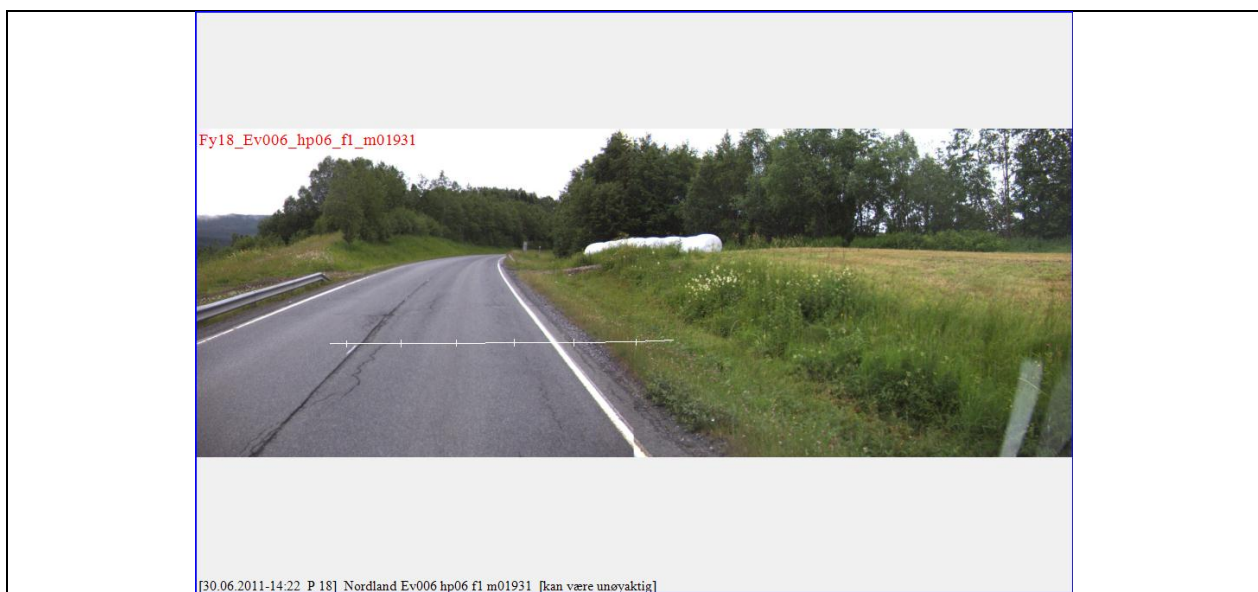 Fy18_Ev006_hp06_f1_m01931
[30.06.2011-14:22 P 18] Nordland Ev006 hp06 f1 m01931 [kan være unøyaktig]